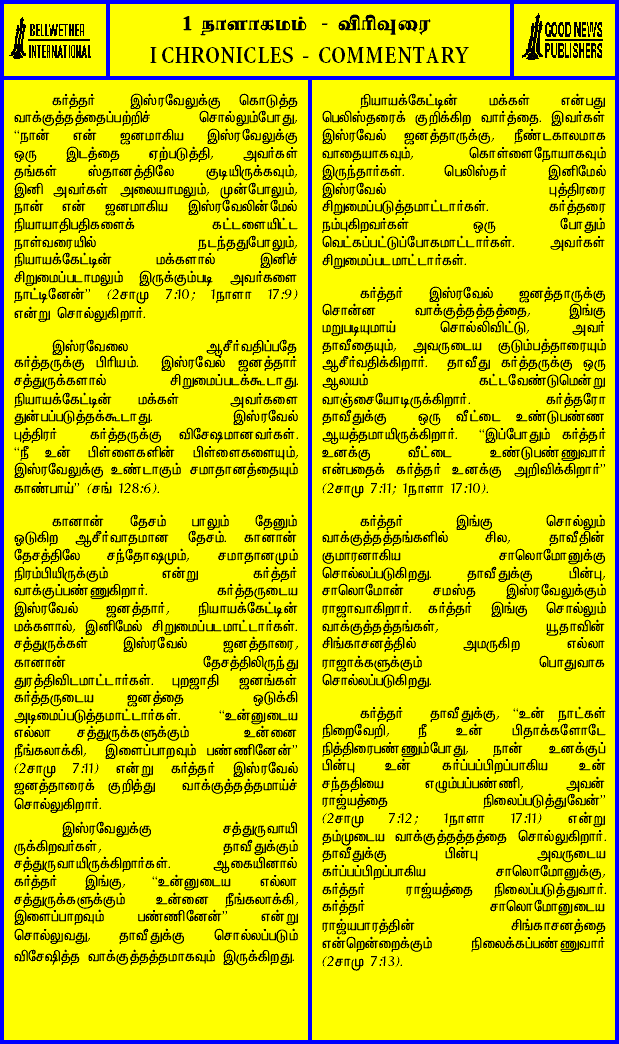 BELLWETHER
INTERNATIONAL
1 நாளாகமம் - விரிவுரை
I CHRONICLES - COMMENTARY
GOOD NEWS
PUBLISHERS
கர்த்தர் இஸ்ரவேலுக்கு கொடுத்த
வாக்குத்தத்தைப்பற்றிச் சொல்லும்போது,
“நான் என் ஜனமாகிய இஸ்ரவேலுக்கு
ஒரு இடத்தை ஏற்படுத்தி, அவர்கள்
தங்கள் ஸ்தானத்திலே குடியிருக்கவும்,
இனி அவர்கள் அலையாமலும், முன்போலும்,
நான் என் ஜனமாகிய இஸ்ரவேலின்மேல்
நியாயாதிபதிகளைக் கட்டளையிட்ட
நாள்வரையில் நடந்ததுபோலும்,
நியாயக்கேட்டின் மக்களால் இனிச்
சிறுமைப்படாமலும் இருக்கும்படி அவர்களை
நாட்டினேன்” (2சாமு 7:10; 1நாளா 17:9)
என்று சொல்லுகிறார்.
இஸ்ரவேலை ஆசீர்வதிப்பதே
கர்த்தருக்கு பிரியம். இஸ்ரவேல் ஜனத்தார்
சத்துருக்களால் சிறுமைப்படக்கூடாது.
நியாயக்கேட்டின் மக்கள் அவர்களை
துன்பப்படுத்தக்கூடாது. இஸ்ரவேல்
புத்திரர் கர்த்தருக்கு விசேஷமானவர்கள்.
“நீ உன் பிள்ளைகளின் பிள்ளைகளையும்,
இஸ்ரவேலுக்கு உண்டாகும் சமாதானத்தையும்
காண்பாய்” (சங் 128:6).
கானான் தேசம் பாலும் தேனும்
ஓடுகிற ஆசீர்வாதமான தேசம். கானான்
தேசத்திலே சந்தோஷமும், சமாதானமும்
நிரம்பியிருக்கும் என்று கர்த்தர்
வாக்குப்பண்ணுகிறார். கர்த்தருடைய
இஸ்ரவேல் ஜனத்தார், நியாயக்கேட்டின்
மக்களால், இனிமேல் சிறுமைப்படமாட்டார்கள்.
சத்துருக்கள் இஸ்ரவேல் ஜனத்தாரை,
கானான் தேசத்திலிருந்து
துரத்திவிடமாட்டார்கள். புறஜாதி ஜனங்கள்
கர்த்தருடைய ஜனத்தை ஒடுக்கி
அடிமைப்படுத்தமாட்டார்கள். “உன்னுடைய
எல்லா சத்துருக்களுக்கும் உன்னை
நீங்கலாக்கி, இளைப்பாறவும் பண்ணினேன்”
(2சாமு 7:11) என்று கர்த்தர் இஸ்ரவேல்
ஜனத்தாரைக் குறித்து வாக்குத்தத்தமாய்ச்
சொல்லுகிறார்.
இஸ்ரவேலுக்கு சத்துருவாயி
ருக்கிறவர்கள், தாவீதுக்கும்
சத்துருவாயிருக்கிறார்கள். ஆகையினால்
கர்த்தர் இங்கு, “உன்னுடைய எல்லா
சத்துருக்களுக்கும் உன்னை நீங்கலாக்கி,
இளைப்பாறவும் பண்ணினேன்” என்று
சொல்லுவது, தாவீதுக்கு சொல்லப்படும்
விசேஷித்த வாக்குத்தத்தமாகவும் இருக்கிறது.
நியாயக்கேட்டின் மக்கள் என்பது
பெலிஸ்தரைக் குறிக்கிற வார்த்தை. இவர்கள்
இஸ்ரவேல் ஜனத்தாருக்கு, நீண்டகாலமாக
வாதையாகவும், கொள்ளைநோயாகவும்
இருந்தார்கள். பெலிஸ்தர் இனிமேல்
இஸ்ரவேல் புத்திரரை
சிறுமைப்படுத்தமாட்டார்கள். கர்த்தரை
நம்புகிறவர்கள் ஒரு போதும்
வெட்கப்பட்டுப்போகமாட்டார்கள். அவர்கள்
சிறுமைப்படமாட்டார்கள்.
கர்த்தர் இஸ்ரவேல் ஜனத்தாருக்கு
சொன்ன வாக்குத்தத்தத்தை, இங்கு
மறுபடியுமாய் சொல்லிவிட்டு, அவர்
தாவீதையும், அவருடைய குடும்பத்தாரையும்
ஆசீர்வதிக்கிறார். தாவீது கர்த்தருக்கு ஒரு
ஆலயம் கட்டவேண்டுமென்று
வாஞ்சையோடிருக்கிறார். கர்த்தரோ
தாவீதுக்கு ஒரு வீட்டை உண்டுபண்ண
ஆயத்தமாயிருக்கிறார். “இப்போதும் கர்த்தர்
உனக்கு வீட்டை உண்டுபண்ணுவார்
என்பதைக் கர்த்தர் உனக்கு அறிவிக்கிறார்”
(2சாமு 7:11; 1நாளா 17:10).
கர்த்தர் இங்கு சொல்லும்
வாக்குத்தத்தங்களில் சில, தாவீதின்
குமாரனாகிய சாலொமோனுக்கு
சொல்லப்படுகிறது. தாவீதுக்கு பின்பு,
சாலொமோன் சமஸ்த இஸ்ரவேலுக்கும்
ராஜாவாகிறார். கர்த்தர் இங்கு சொல்லும்
வாக்குத்தத்தங்கள், யூதாவின்
சிங்காசனத்தில் அமருகிற எல்லா
ராஜாக்களுக்கும் பொதுவாக
சொல்லப்படுகிறது.
கர்த்தர் தாவீதுக்கு, “உன் நாட்கள்
நிறைவேறி, நீ உன் பிதாக்களோடே
நித்திரைபண்ணும்போது, நான் உனக்குப்
பின்பு உன் கர்ப்பப்பிறப்பாகிய உன்
சந்ததியை எழும்பப்பண்ணி, அவன்
ராஜ்யத்தை நிலைப்படுத்துவேன்”
(2சாமு 7:12; 1நாளா 17:11) என்று
தம்முடைய வாக்குத்தத்தத்தை சொல்லுகிறார்.
தாவீதுக்கு பின்பு அவருடைய
கர்ப்பப்பிறப்பாகிய சாலொமோனுக்கு,
கர்த்தர் ராஜ்யத்தை நிலைப்படுத்துவார்.
கர்த்தர் சாலொமோனுடைய
ராஜ்யபாரத்தின் சிங்காசனத்தை
என்றென்றைக்கும் நிலைக்கப்பண்ணுவார்
(2சாமு 7:13).